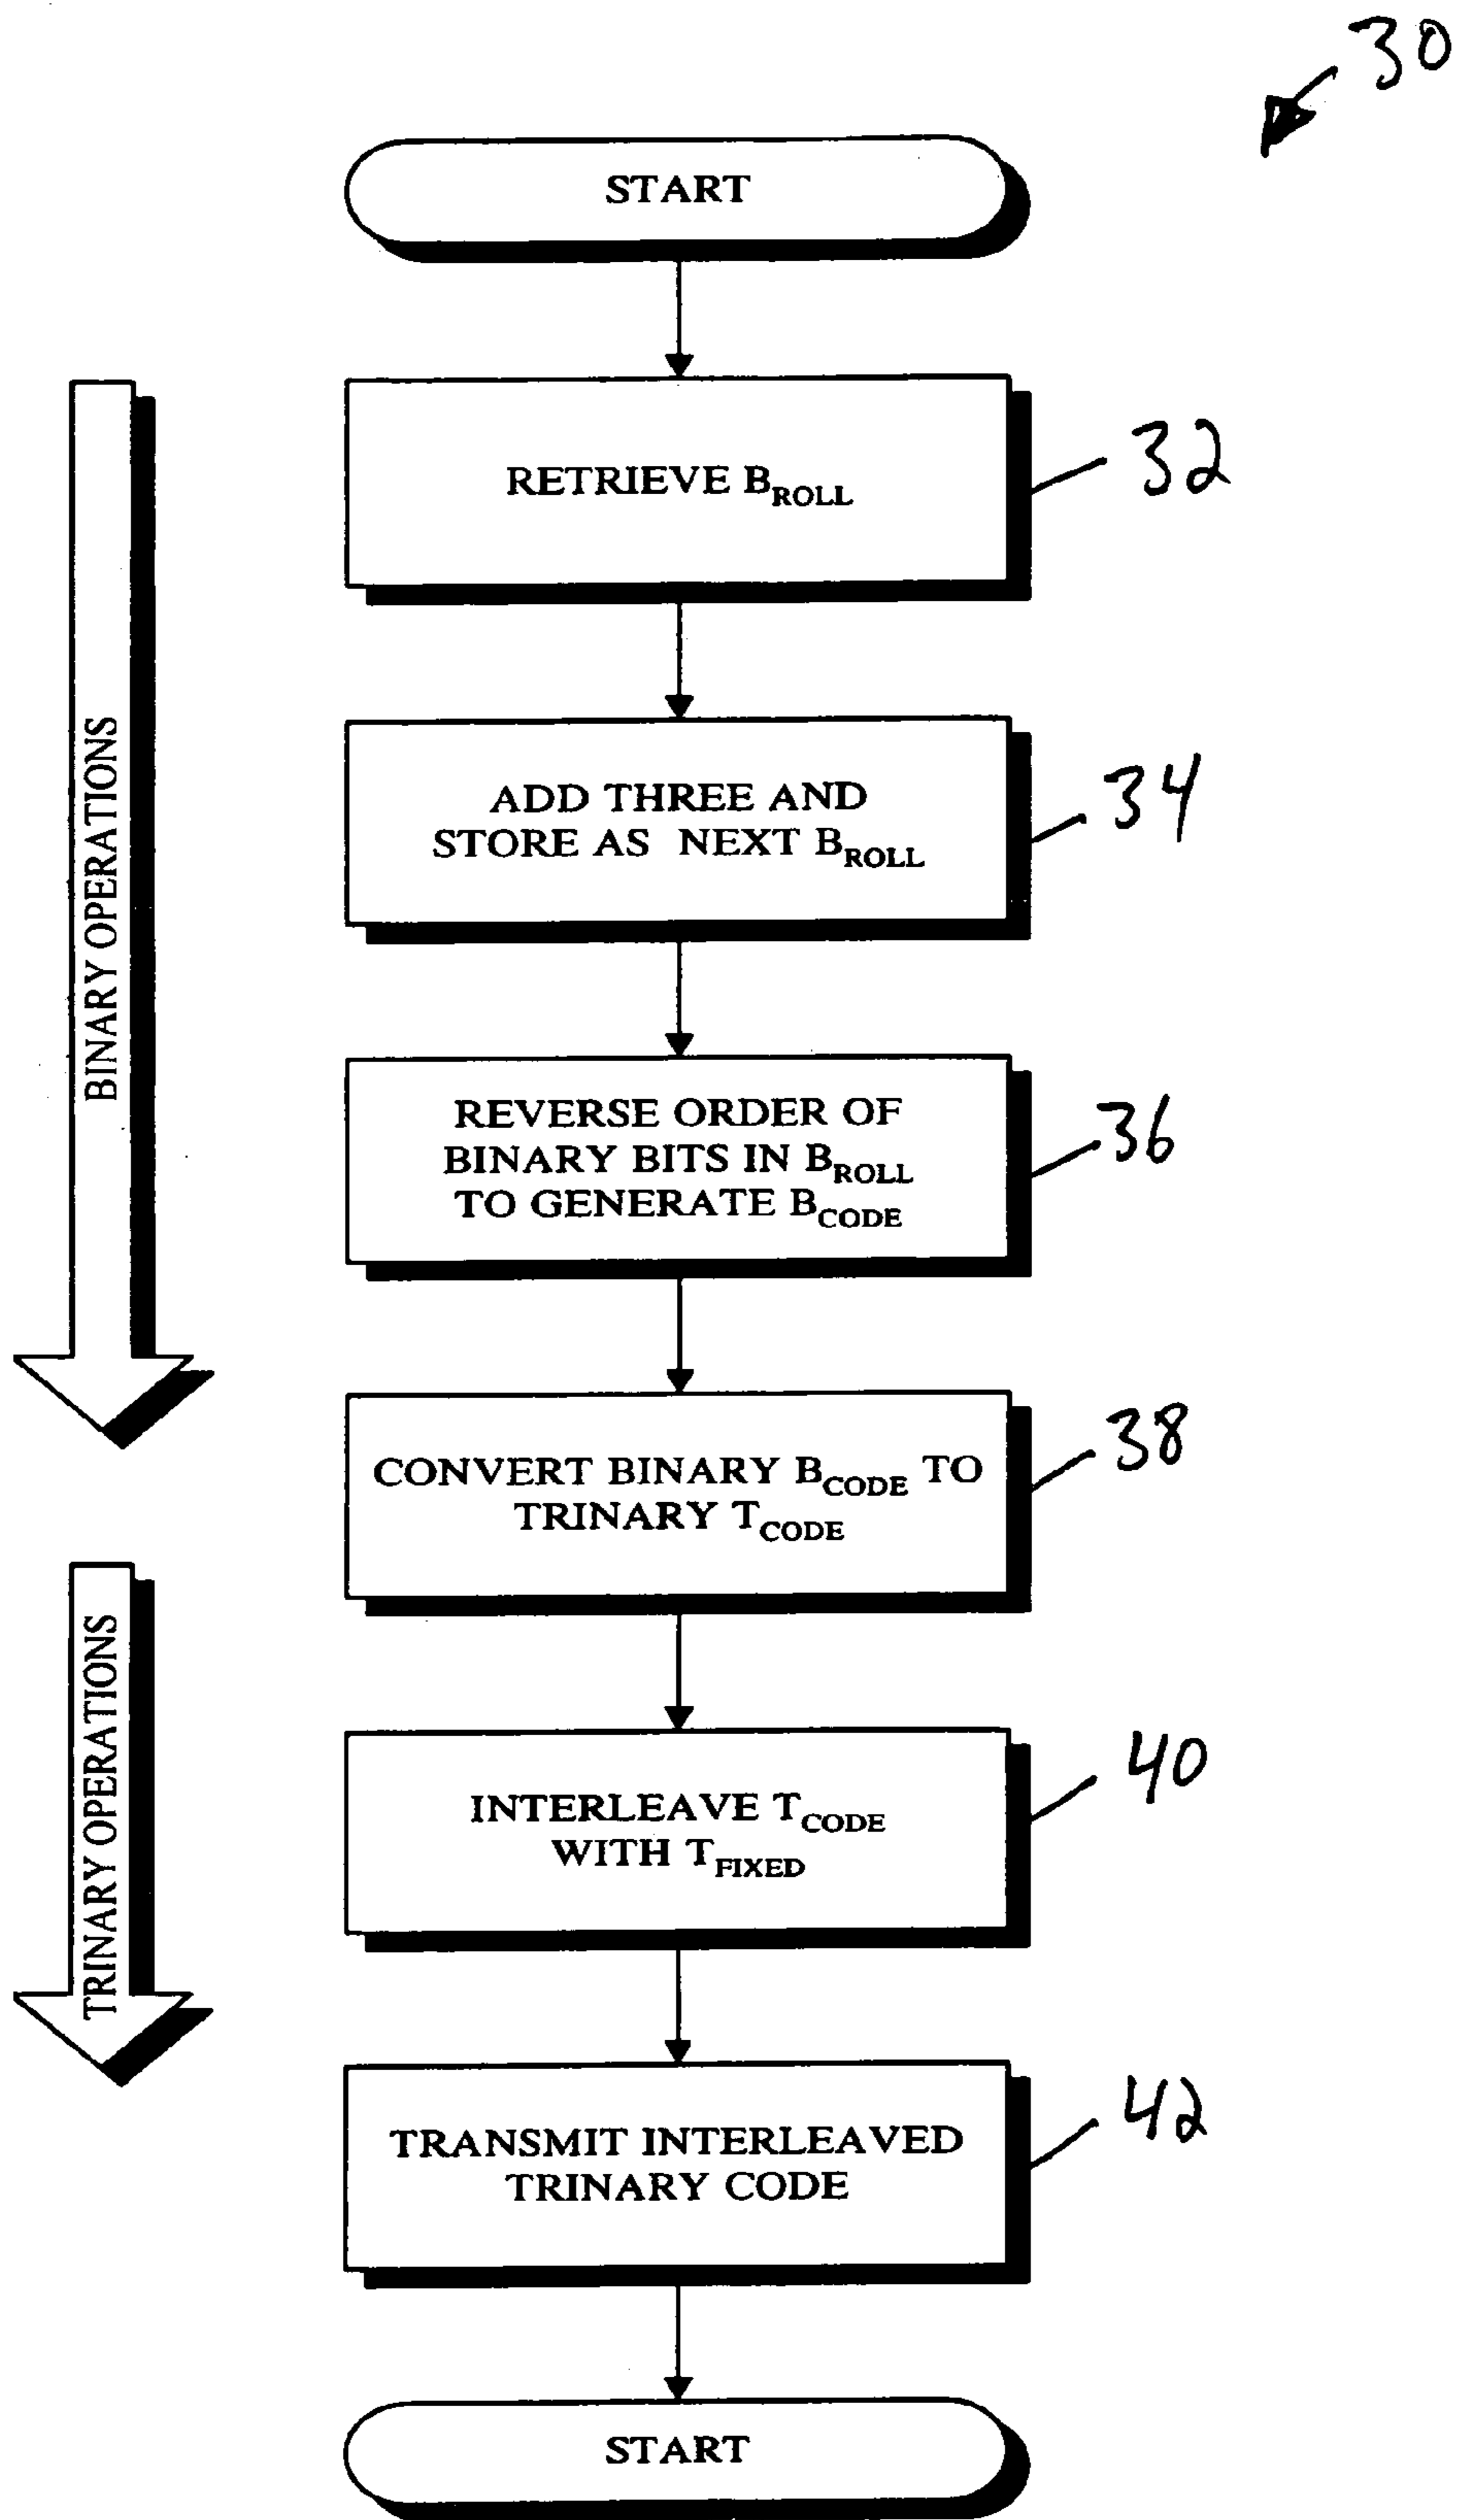 30
START
RETRIEVE BROLL
32
ADD THREE AND
STORE AS NEXT BROLL
34
BINARY OPERATIONS
REVERSE ORDER OF
BINARY BITS IN BROLL
TO GENERATE BCODE
36
CONVERT BINARY BCODE TO
TRINARY TCODE
38
TRINARY OPERATIONS
INTERLEAVE TCODE
WITH TFIXED
40
TRANSMIT INTERLEAVED
TRINARY CODE
42
START